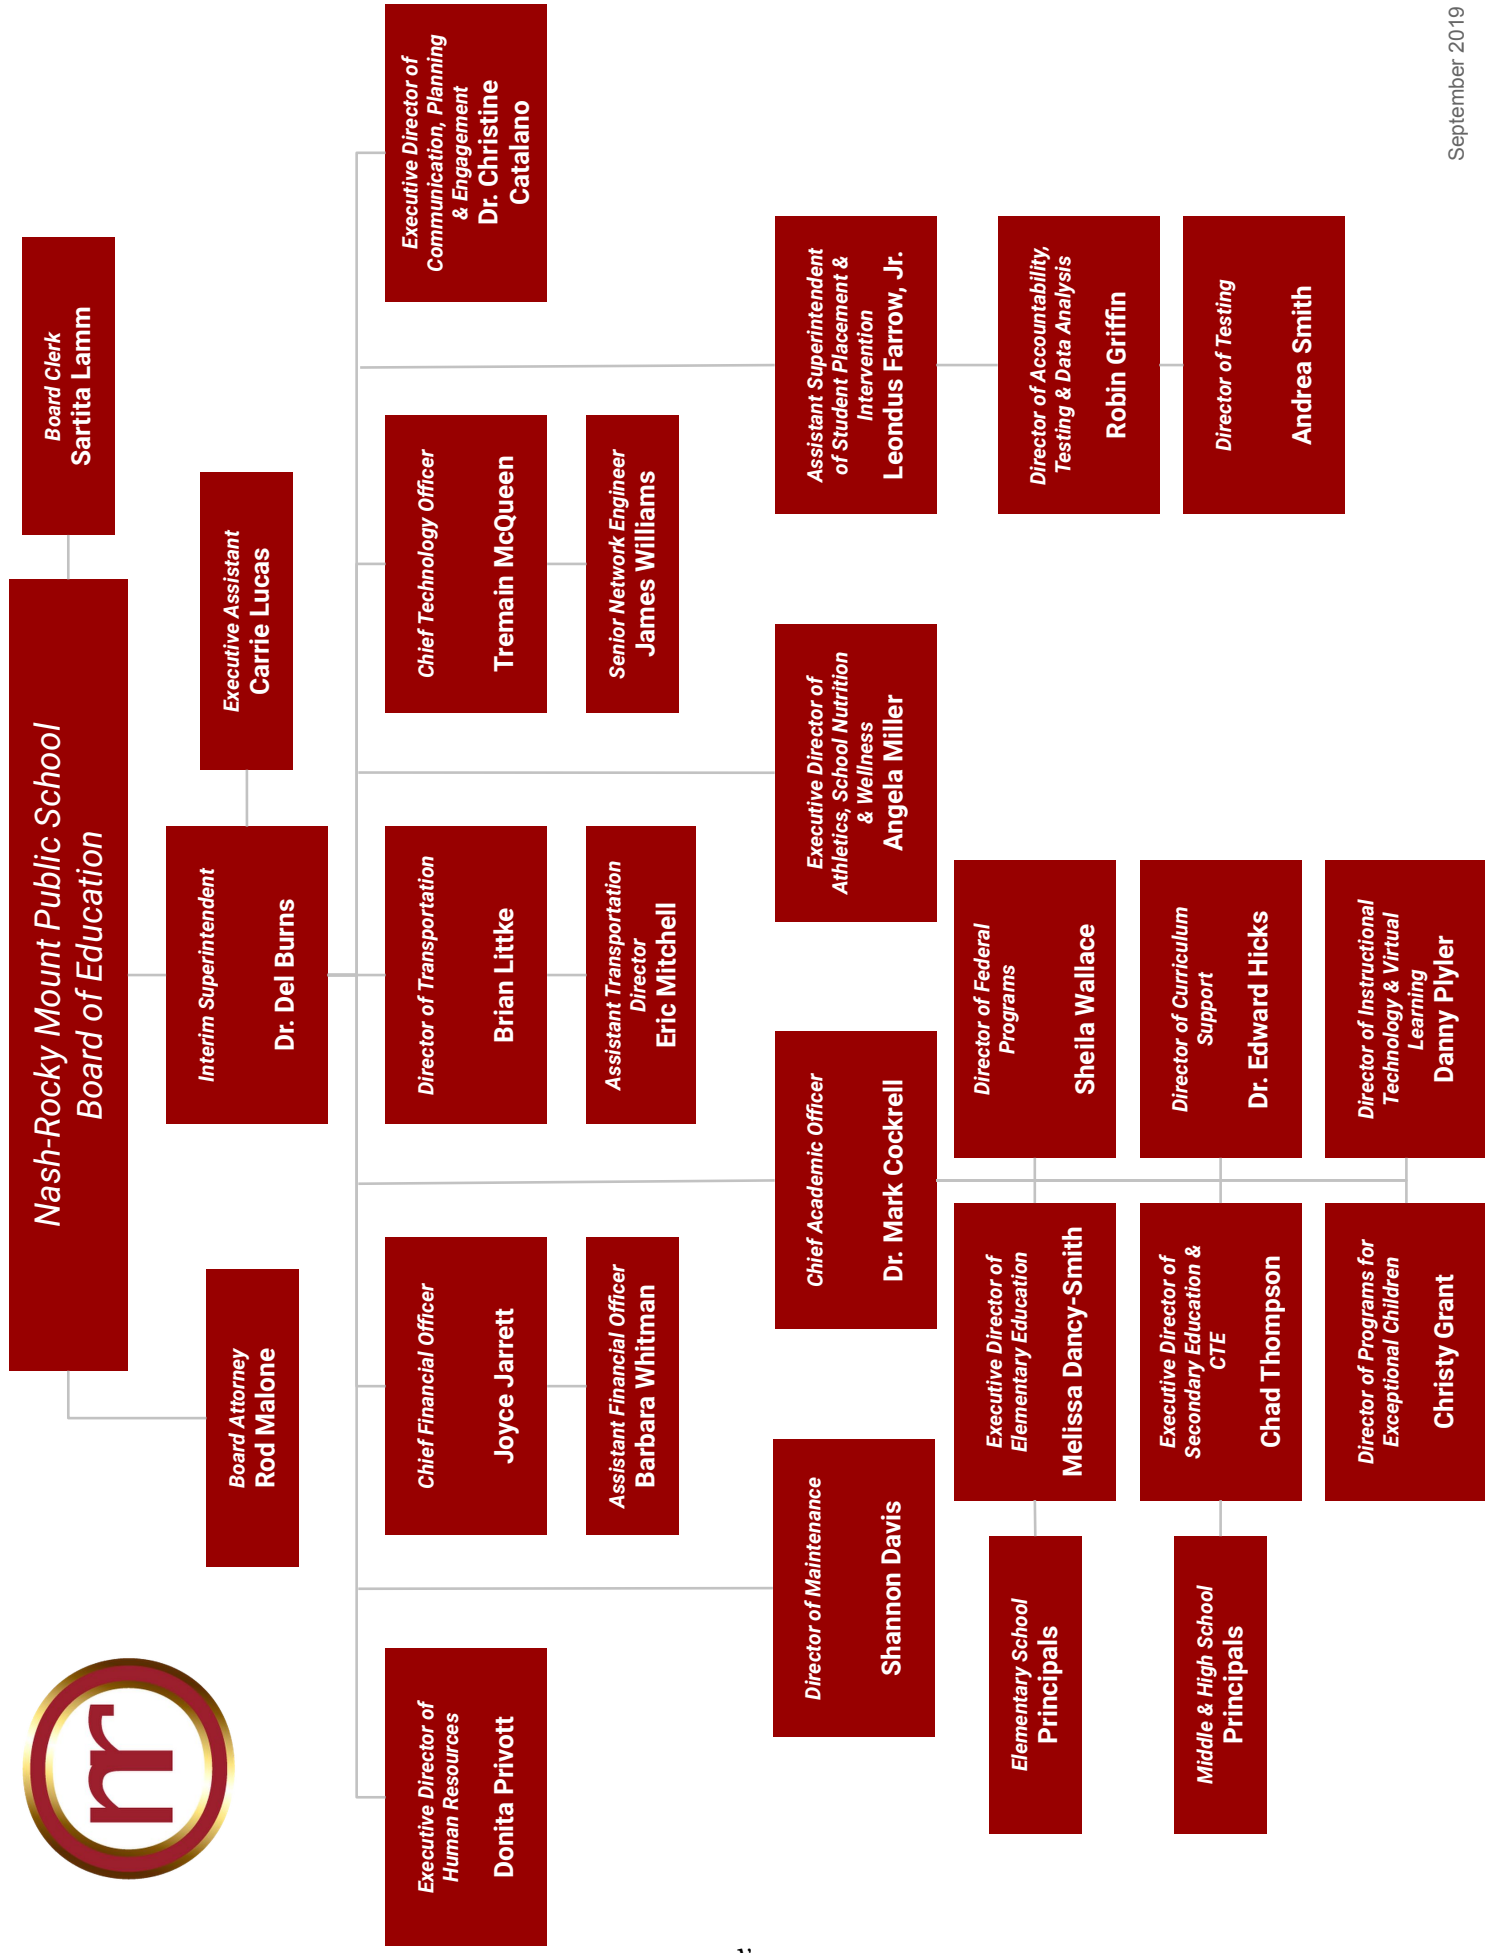 nr
Nash-Rocky Mount Public School
Board of Education
Board Clerk
Sartita Lamm
Board Attorney
Rod Malone
Interim Superintendent
Dr. Del Burns
Executive Assistant
Carrie Lucas
Executive Director of
Human Resources
Donita Privott
Chief Financial Officer
Joyce Jarrett
Director of Transportation
Brian Littke
Chief Technology Officer
Tremain McQueen
Executive Director of
Communication, Planning
& Engagement
Dr. Christine
Catalano
Assistant Financial Officer
Barbara Whitman
Assistant Transportation
Director
Eric Mitchell
Senior Network Engineer
James Williams
Director of Maintenance
Shannon Davis
Chief Academic Officer
Dr. Mark Cockrell
Executive Director of
Athletics, School Nutrition
& Wellness
Angela Miller
Assistant Superintendent
of Student Placement &
Intervention
Leondus Farrow, Jr.
Elementary School
Principals
Executive Director of
Elementary Education
Melissa Dancy-Smith
Director of Federal
Programs
Sheila Wallace
Director of Accountability,
Testing & Data Analysis
Robin Griffin
Middle & High School
Principals
Executive Director of
Secondary Education &
CTE
Chad Thompson
Director of Curriculum
Support
Dr. Edward Hicks
Director of Testing
Andrea Smith
Director of Programs for
Exceptional Children
Christy Grant
Director of Instructional
Technology & Virtual
Learning
Danny Plyler
September 2019